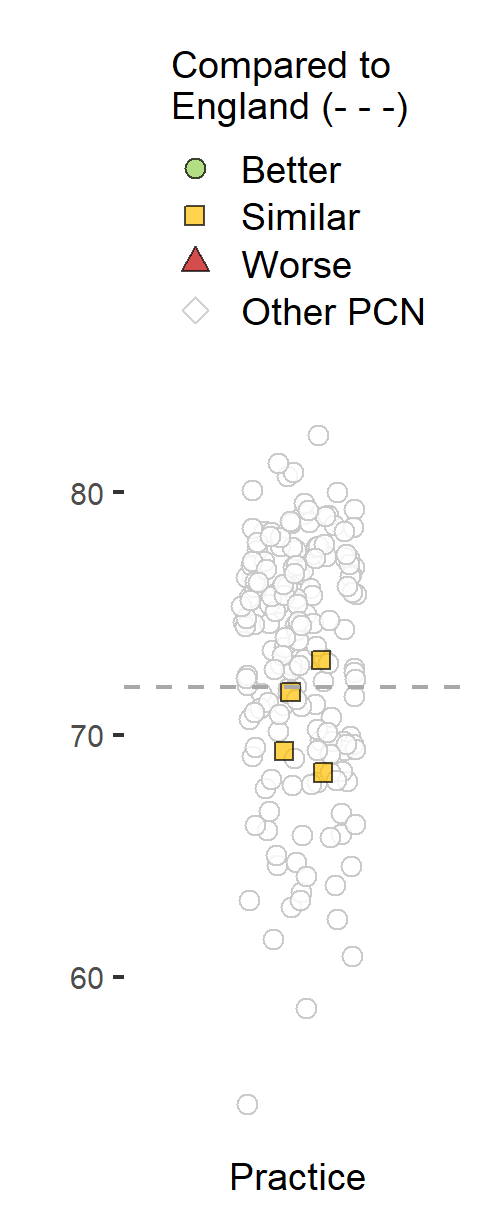 Compared to
England (- - -)
Better
Similar
Worse
Other PCN
80
70
60
Practice